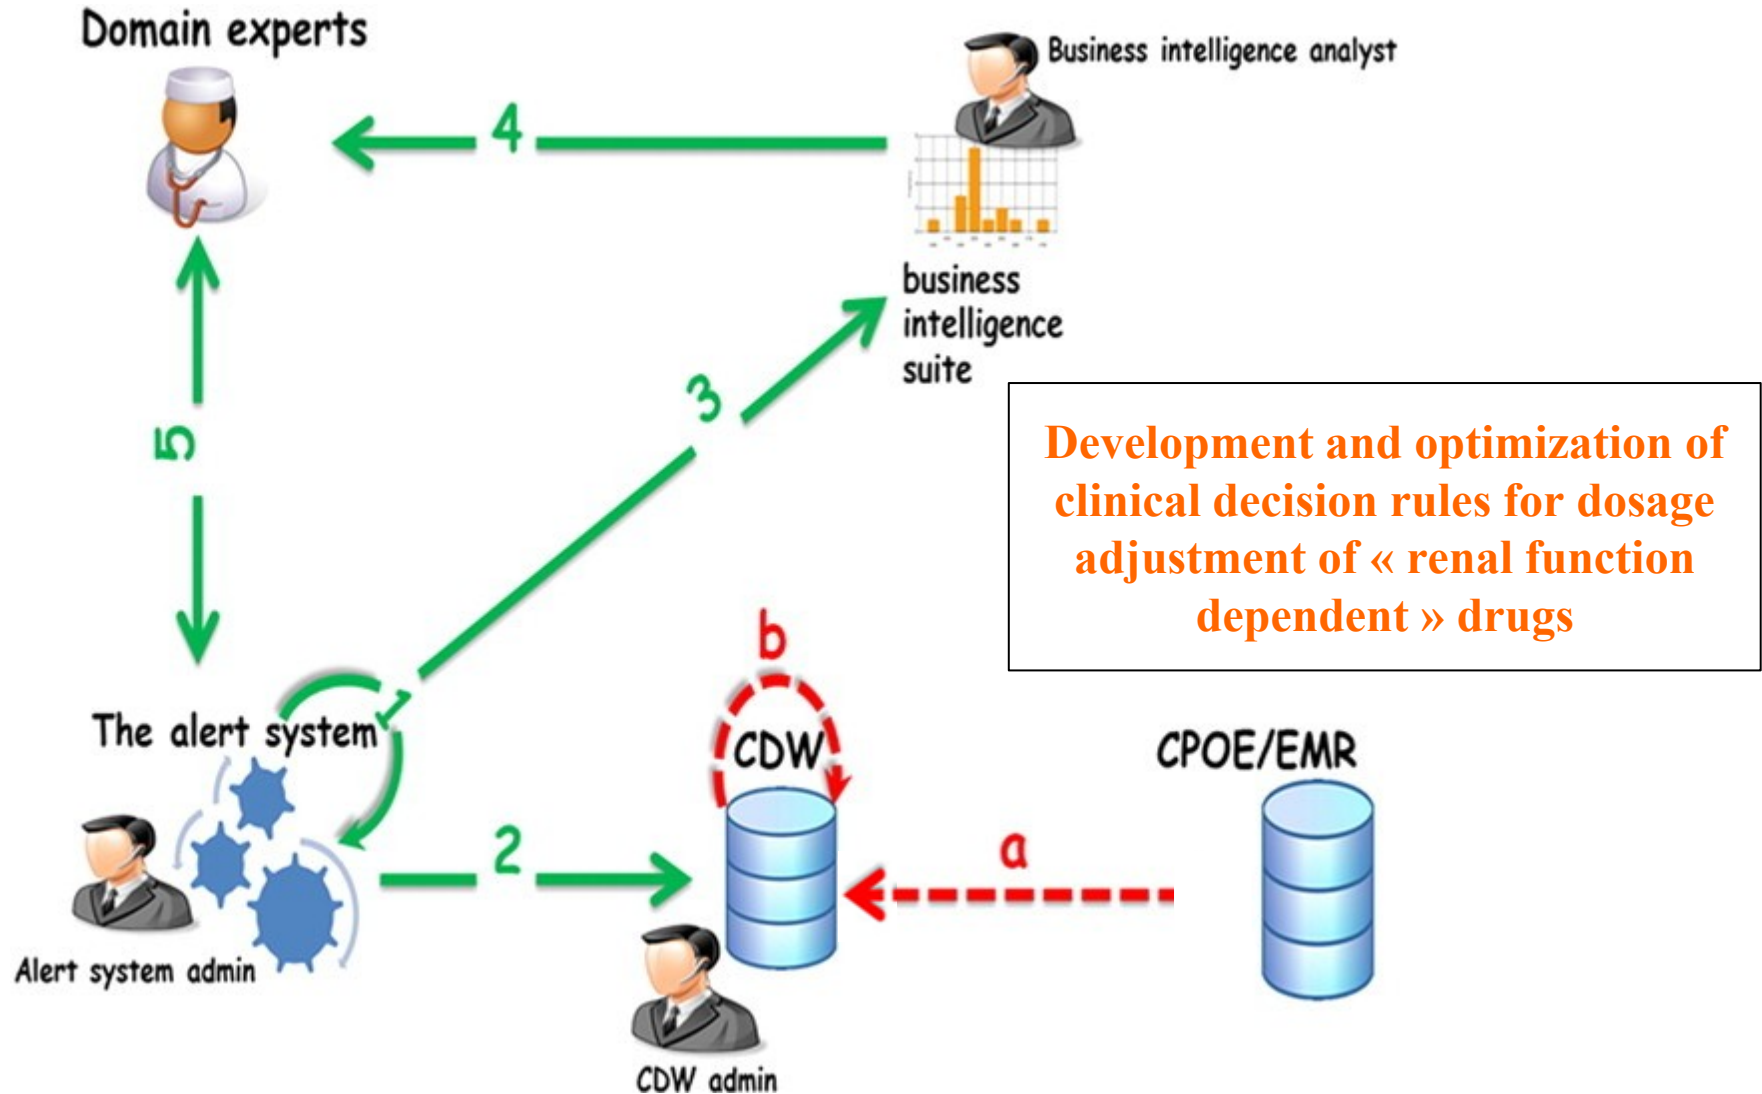 Domain experts
Business intelligence analyst
4
business
intelligence
suite
3
5
Development and optimization of
clinical decision rules for dosage
adjustment of « renal function
dependent » drugs
b
1
The alert system
CDW
CPOE/EMR
2
a
Alert system admin
CDW admin